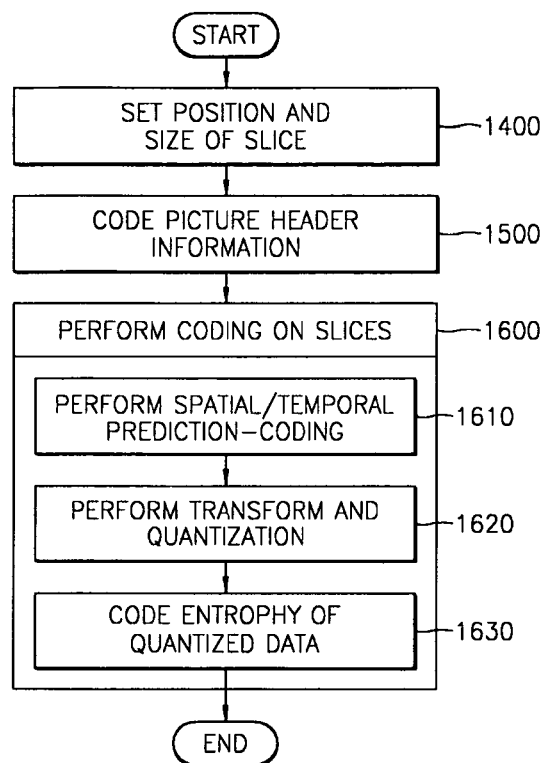 START
SET POSITION AND
SIZE OF SLICE
1400
CODE PICTURE HEADER
INFORMATION
1500
PERFORM CODING ON SLICES
1600
PERFORM SPATIAL/TEMPORAL
PREDICTION-CODING
1610
PERFORM TRANSFORM AND
QUANTIZATION
1620
CODE ENTROPHY OF
QUANTIZED DATA
1630
END